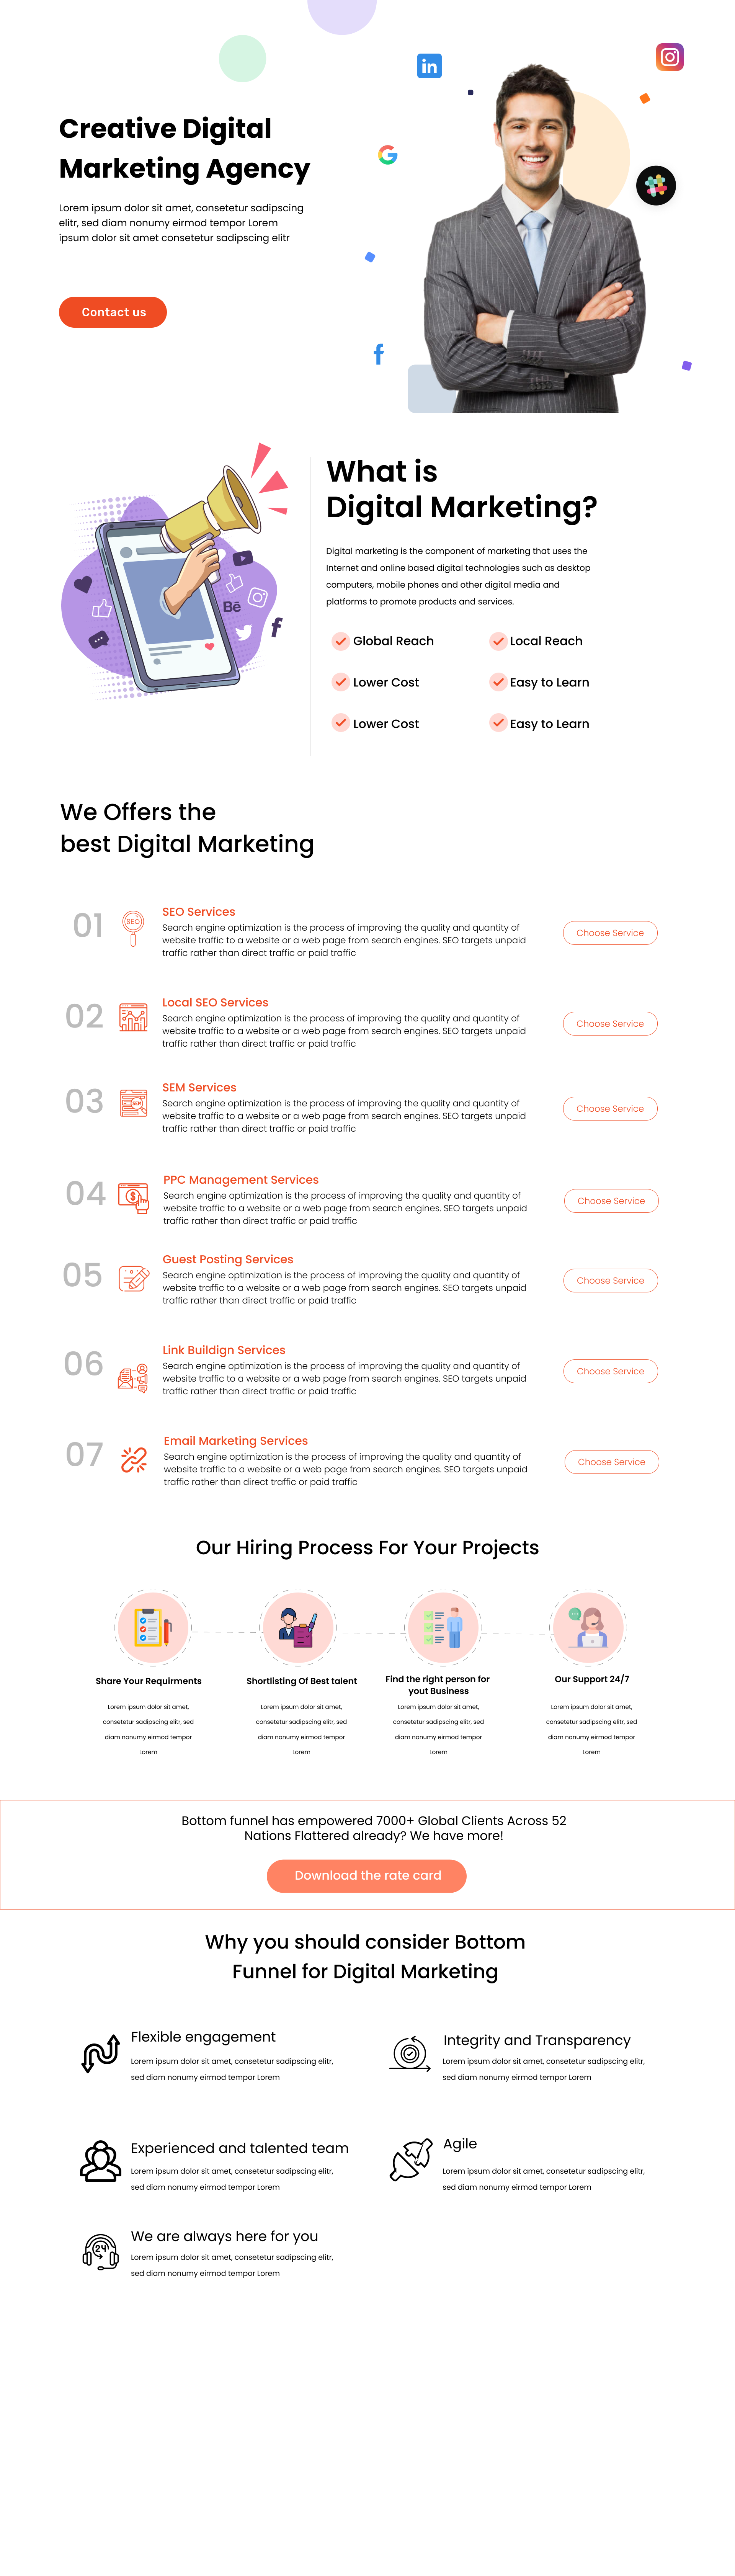 Creative Digital
Marketing Agency
Lorem ipsum dolor sit amet, consetetur sadipscing
elitr, sed diam nonumy eirmod tempor Lorem
ipsum dolor sit amet consetetur sadipscing elitr
Contact us
What is
Digital Marketing?
Digital marketing is the component of marketing that uses the
Internet and online based digital technologies such as desktop
computers, mobile phones and other digital media and
platforms to promote products and services.
Bē
Global Reach
Local Reach
Lower Cost
Easy to Learn
Lower Cost
Easy to Learn
We Offers the
best Digital Marketing
01
SEO
SEO Services
Search engine optimization is the process of improving the quality and quantity of
website traffic to a website or a web page from search engines. SEO targets unpaid
traffic rather than direct traffic or paid traffic
Choose Service
02
Local SEO Services
Search engine optimization is the process of improving the quality and quantity of
website traffic to a website or a web page from search engines. SEO targets unpaid
traffic rather than direct traffic or paid traffic
Choose Service
03
SEM
SEM Services
Search engine optimization is the process of improving the quality and quantity of
website traffic to a website or a web page from search engines. SEO targets unpaid
traffic rather than direct traffic or paid traffic
Choose Service
04
PPC Management Services
Search engine optimization is the process of improving the quality and quantity of
website traffic to a website or a web page from search engines. SEO targets unpaid
traffic rather than direct traffic or paid traffic
Choose Service
05
Guest Posting Services
Search engine optimization is the process of improving the quality and quantity of
website traffic to a website or a web page from search engines. SEO targets unpaid
traffic rather than direct traffic or paid traffic
Choose Service
06
Link Buildign Services
Search engine optimization is the process of improving the quality and quantity of
website traffic to a website or a web page from search engines. SEO targets unpaid
traffic rather than direct traffic or paid traffic
Choose Service
07
Email Marketing Services
Search engine optimization is the process of improving the quality and quantity of
website traffic to a website or a web page from search engines. SEO targets unpaid
traffic rather than direct traffic or paid traffic
Choose Service
Our Hiring Process For Your Projects
Share Your Requirments
Lorem ipsum dolor sit amet,
consetetur sadipscing elitr, sed
diam nonumy eirmod tempor
Lorem
Shortlisting Of Best talent
Lorem ipsum dolor sit amet,
consetetur sadipscing elitr, sed
diam nonumy eirmod tempor
Lorem
Find the right person for
yout Business
Lorem ipsum dolor sit amet,
consetetur sadipscing elitr, sed
diam nonumy eirmod tempor
Lorem
Our Support 24/7
Lorem ipsum dolor sit amet,
consetetur sadipscing elitr, sed
diam nonumy eirmod tempor
Lorem
Bottom funnel has empowered 7000+ Global Clients Across 52
Nations Flattered already? We have more!
Download the rate card
Why you should consider Bottom
Funnel for Digital Marketing
Flexible engagement
Lorem ipsum dolor sit amet, consetetur sadipscing elitr,
sed diam nonumy eirmod tempor Lorem
Integrity and Transparency
Lorem ipsum dolor sit amet, consetetur sadipscing elitr,
sed diam nonumy eirmod tempor Lorem
Experienced and talented team
Lorem ipsum dolor sit amet, consetetur sadipscing elitr,
sed diam nonumy eirmod tempor Lorem
Agile
Lorem ipsum dolor sit amet, consetetur sadipscing elitr,
sed diam nonumy eirmod tempor Lorem
24
We are always here for you
Lorem ipsum dolor sit amet, consetetur sadipscing elitr,
sed diam nonumy eirmod tempor Lorem